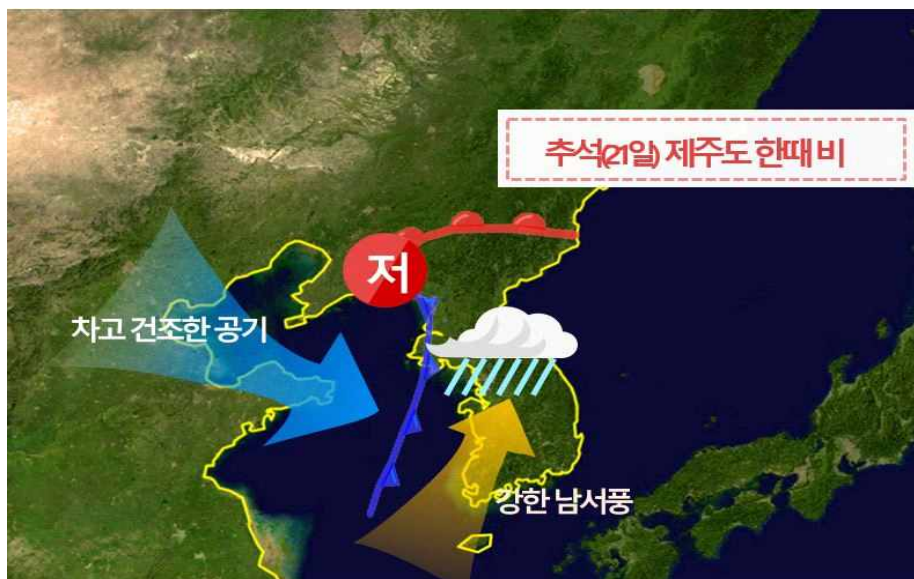 추석(21일) 제주도 한때 비
저
차고 건조한 공기
강한 남서풍